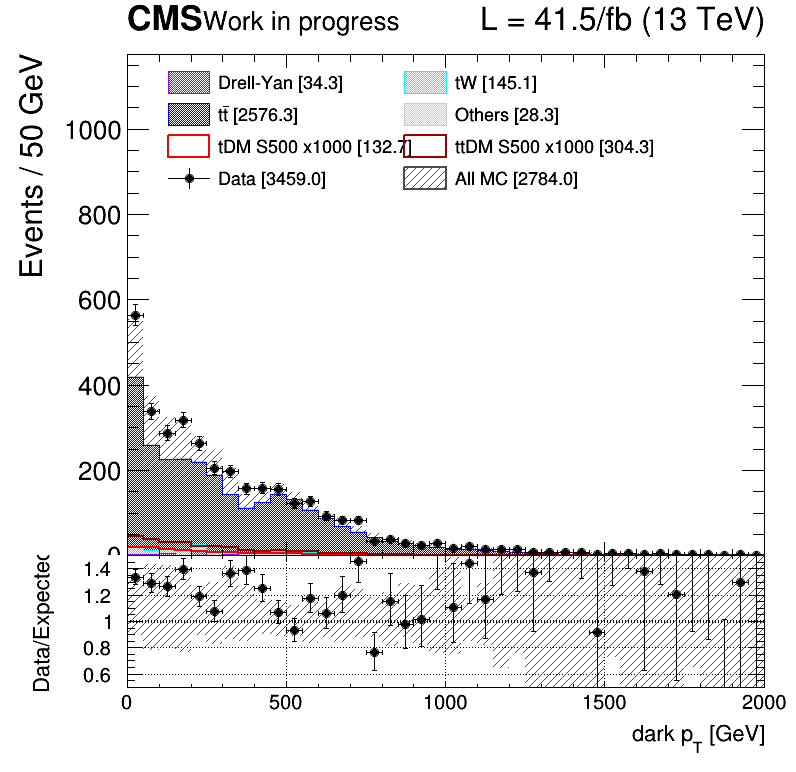 CMS Work in progress L = 41.5/fb (13 TeV)
Events / 50 GeV
Drell-Yan [34.3] tW [145.1]
tt̄ [2576.3] Others [28.3]
tDM S500 x1000 [132.7] ttDM S500 x1000 [304.3]
Data [3459.0] All MC [2784.0]
1000
800
600
400
200
0
Data/Expected
1.4
1.2
1
0.8
0.6
0 500 1000 1500 2000
dark p_T [GeV]